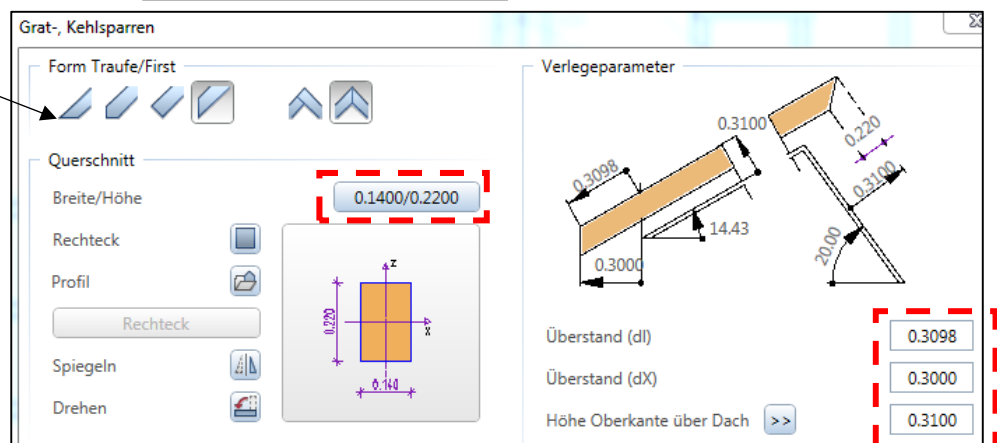 Grat-, Kehlsparren
Form Traufe/First
Verlegeparameter
0.3100
0.220
0.3098
0.3100
14.43
20.00
0.3000
Querschnitt
Breite/Höhe 0.1400/0.2200
Rechteck
Profil
Rechteck
Spiegeln
Drehen
z
0.220
x
0.140
Überstand (dl) 0.3098
Überstand (dX) 0.3000
Höhe Oberkante über Dach >> 0.3100